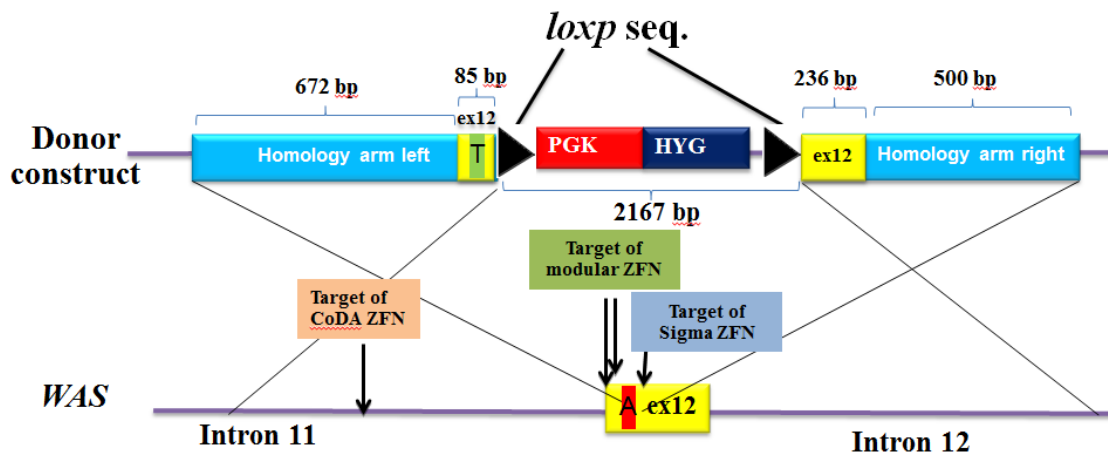 loxp seq.
672 bp
85 bp
236 bp
500 bp
ex12
Donor
construct
Homology arm left
T
PGK
HYG
ex12
Homology arm right
2167 bp
Target of
modular ZFN
Target of
CoDA ZFN
Target of
Sigma ZFN
WAS
A
ex12
Intron 11
Intron 12